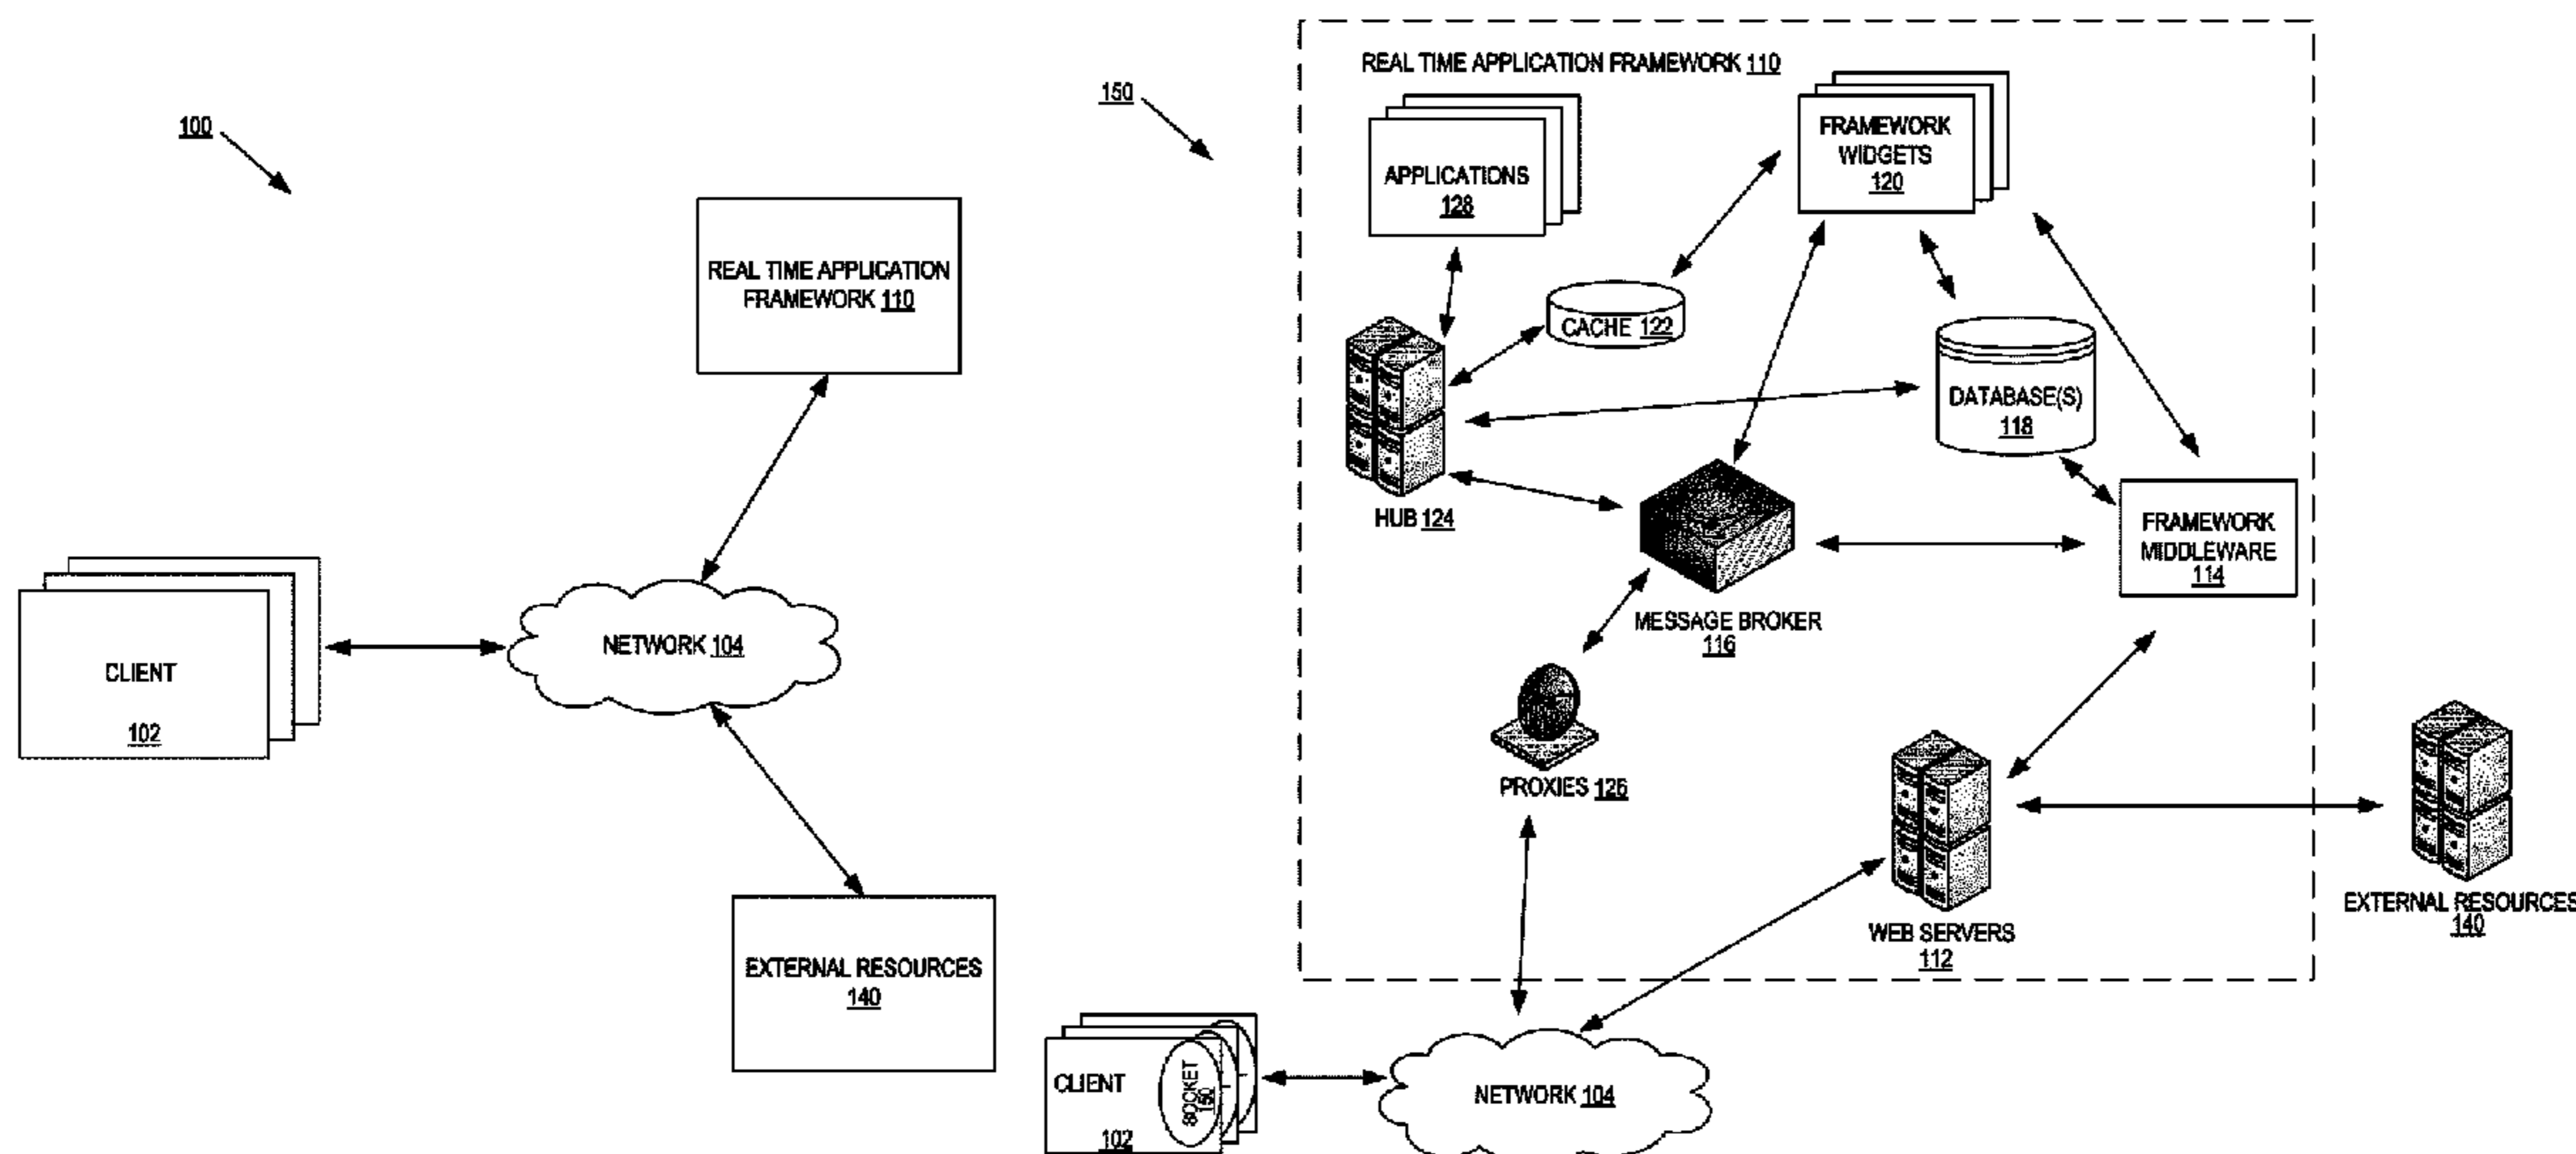 100
REAL TIME APPLICATION
FRAMEWORK 110
CLIENT
102
NETWORK 104
EXTERNAL RESOURCES
140
150
REAL TIME APPLICATION FRAMEWORK 110
APPLICATIONS
128
FRAMEWORK
WIDGETS
120
CACHE 122
DATABASE(S)
118
HUB 124
FRAMEWORK
MIDDLEWARE
114
MESSAGE BROKER
116
PROXIES 126
WEB SERVERS
112
EXTERNAL RESOURCES
140
CLIENT
SOCKET
150
102
NETWORK 104